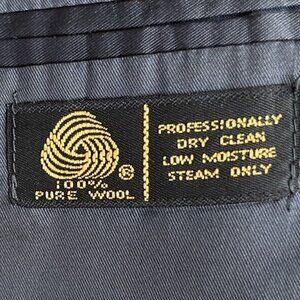 ®
100%
PURE WOOL
PROFESSIONALLY
DRY CLEAN
LOW MOISTURE
STEAM ONLY